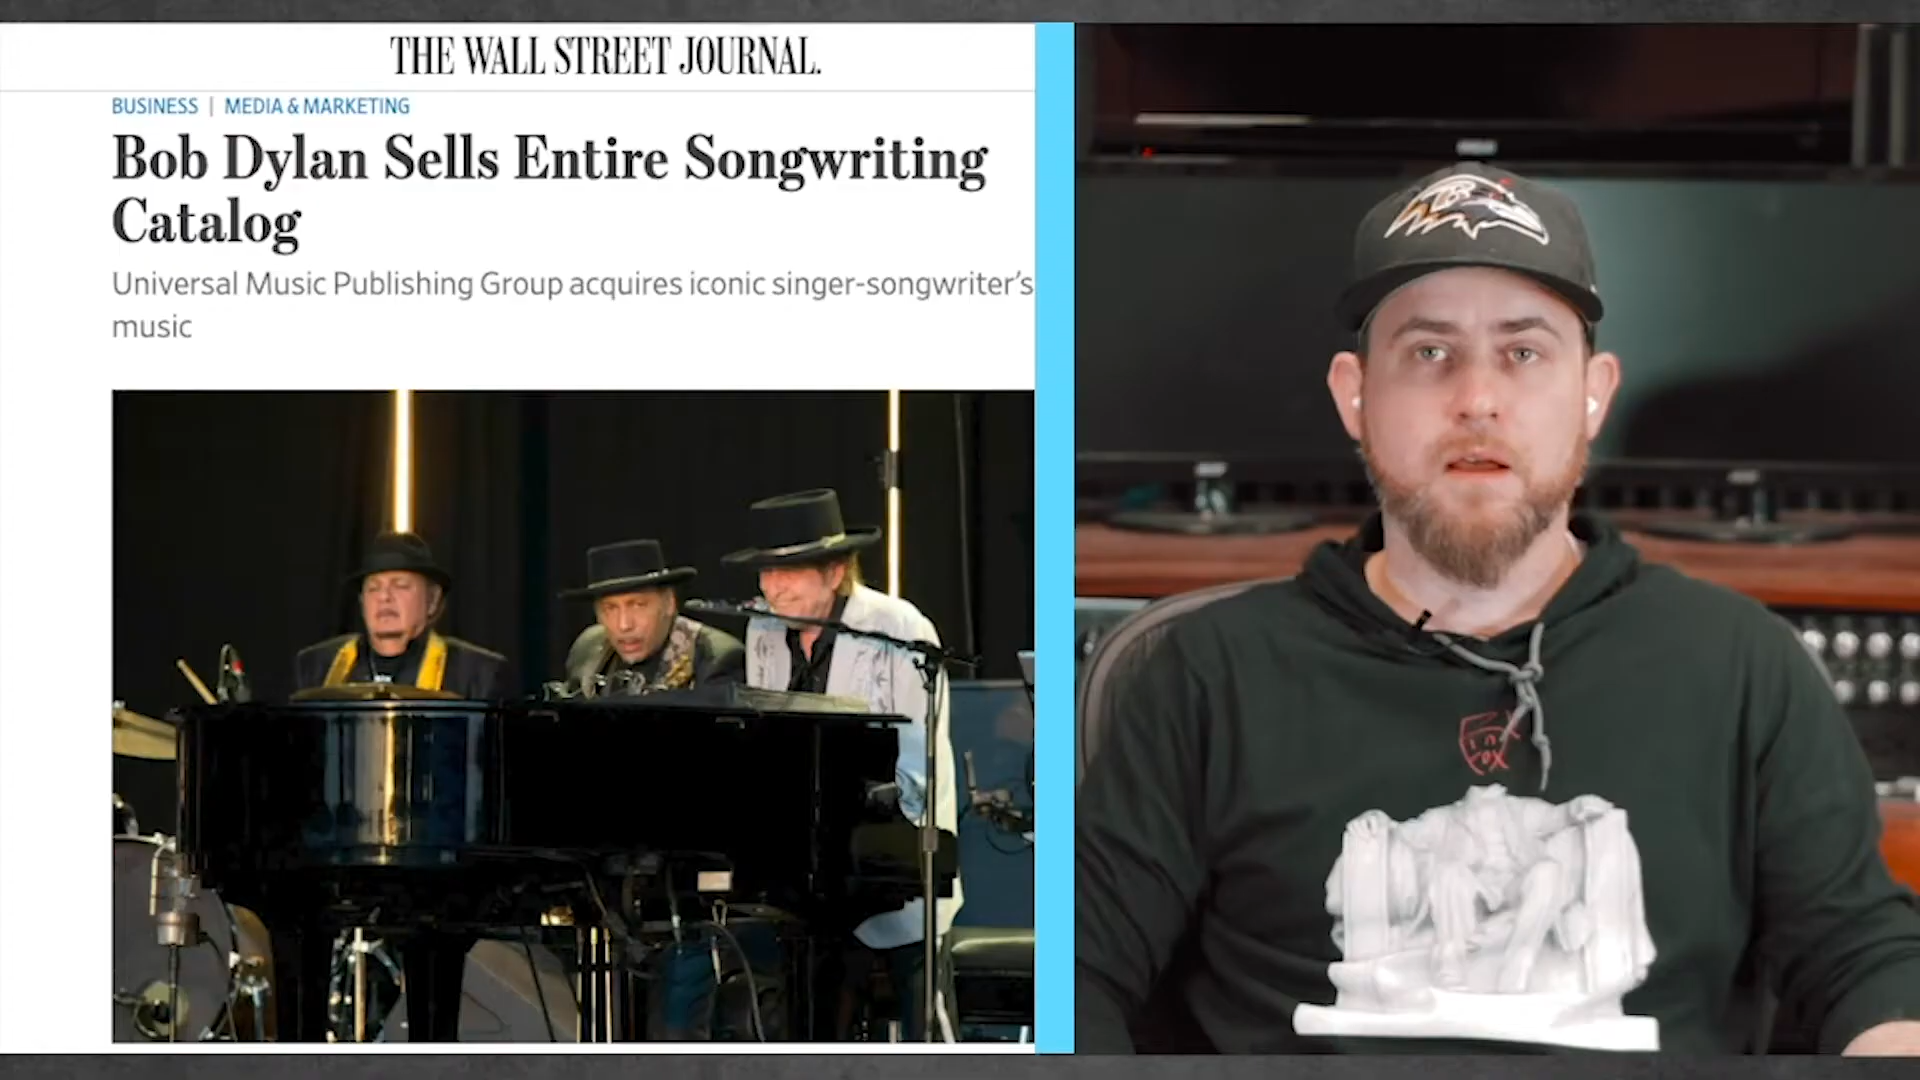 THE WALL STREET JOURNAL.
BUSINESS | MEDIA & MARKETING
Bob Dylan Sells Entire Songwriting
Catalog
Universal Music Publishing Group acquires iconic singer-songwriter's
music